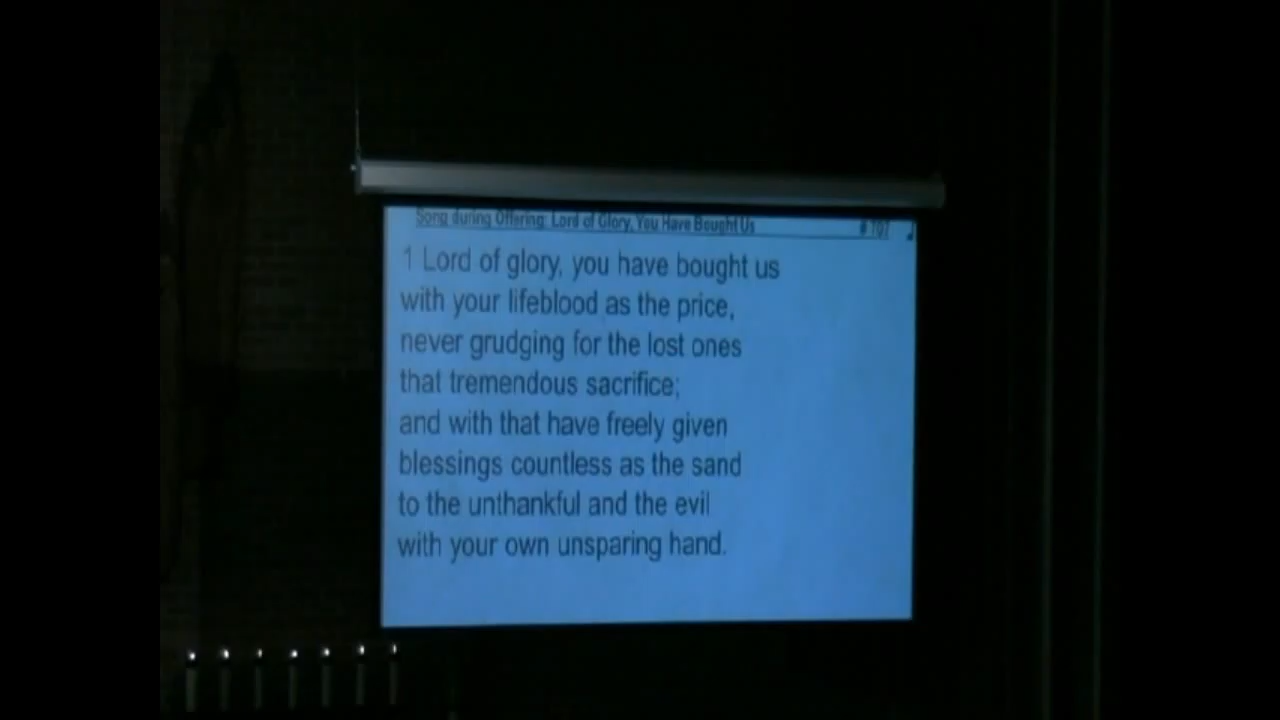 Song during Offering: Lord of Glory, You Have Bought Us # 707
1 Lord of glory, you have bought us
with your lifeblood as the price,
never grudging for the lost ones
that tremendous sacrifice;
and with that have freely given
blessings countless as the sand
to the unthankful and the evil
with your own unsparing hand.